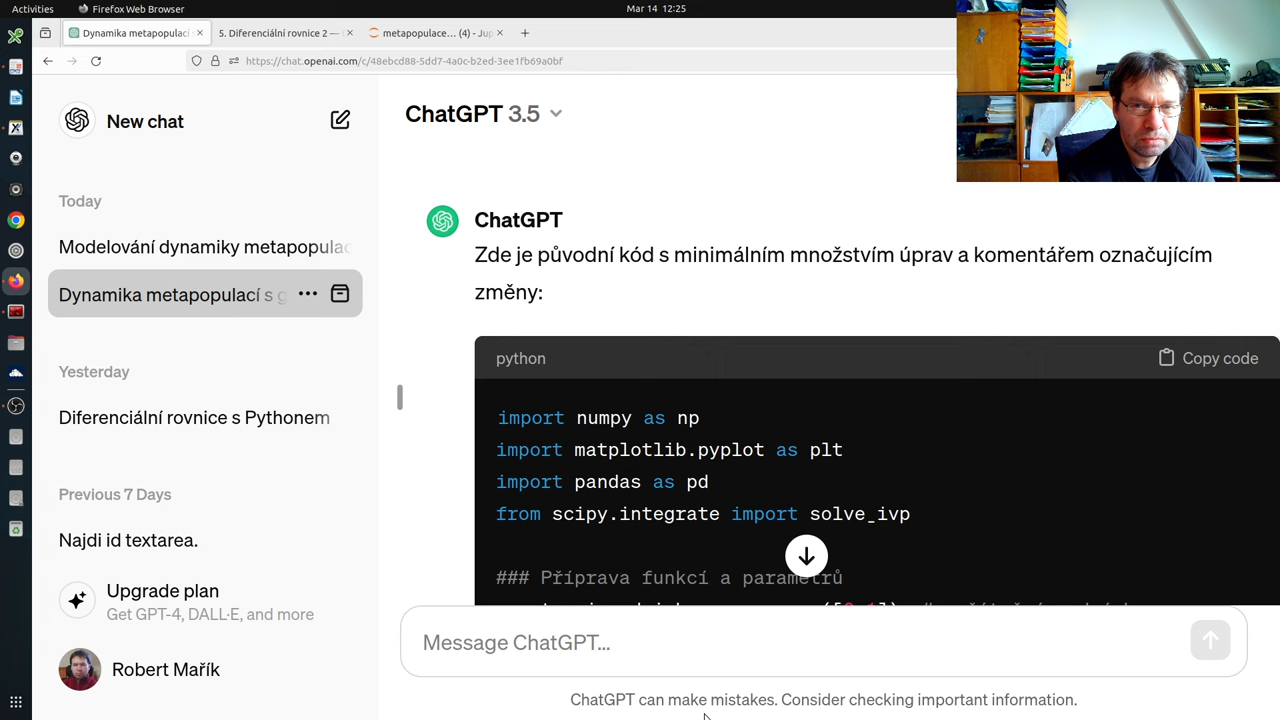 Activities
Firefox Web Browser
Mar 14 12:25
Dynamika metapopulací
5. Diferenciální rovnice 2 —
metapopulace… (4) - Jup
https://chat.openai.com/c/48ebcd88-5dd7-4a0c-b2ed-3ee1fb69a0bf
New chat
Today
Modelování dynamiky metapopulac
Dynamika metapopulací s g
Yesterday
Diferenciální rovnice s Pythonem
Previous 7 Days
Najdi id textarea.
Upgrade plan
Get GPT-4, DALL·E, and more
Robert Mařík
ChatGPT 3.5
ChatGPT
Zde je původní kód s minimálním množstvím úprav a komentářem označujícím
změny:
python
Copy code
import numpy as np
import matplotlib.pyplot as plt
import pandas as pd
from scipy.integrate import solve_ivp
### Příprava funkcí a parametrů
Message ChatGPT…
ChatGPT can make mistakes. Consider checking important information.